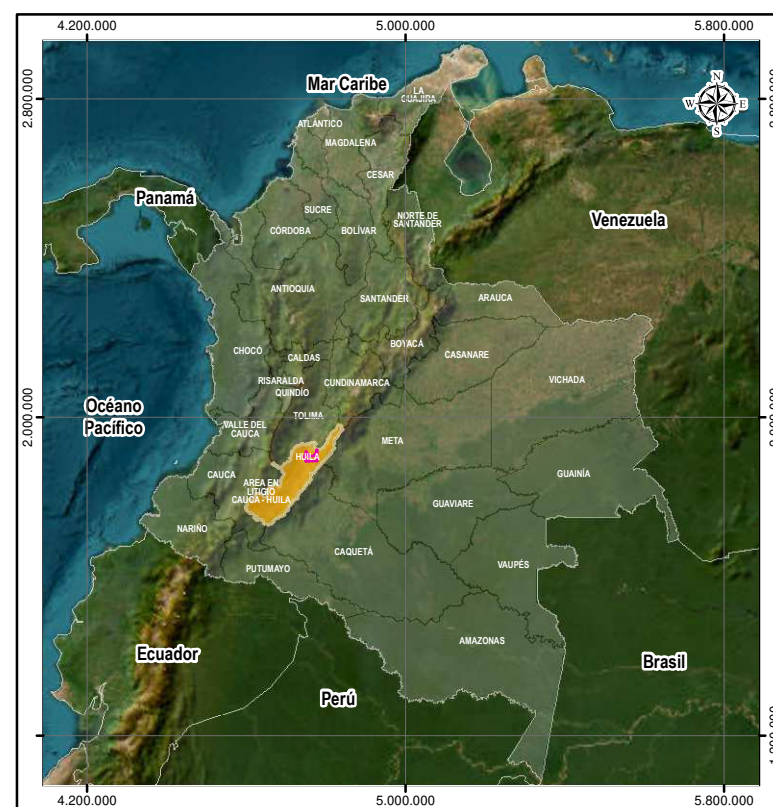 4.200.000
5.000.000
5.800.000
2.800.000
Mar Caribe
N
W
E
S
LA
GUAJIRA
ATLÁNTICO
MAGDALENA
CESAR
Panamá
SUCRE
NORTE DE
SANTANDER
Venezuela
CÓRDOBA
BOLÍVAR
ANTIOQUIA
SANTANDER
ARAUCA
CHOCÓ
BOYACÁ
CALDAS
CASANARE
RISARALDA
CUNDINAMARCA
VICHADA
QUINDÍO
Océano
Pacífico
TOLIMA
2.000.000
VALLE DEL
CAUCA
META
HUILA
CAUCA
AREA EN
LITIGIO
CAUCA - HUILA
GUAINÍA
GUAVIARE
NARIÑO
CAQUETÁ
PUTUMAYO
VAUPÉS
AMAZONAS
Ecuador
Brasil
Perú
4.200.000
5.000.000
5.800.000